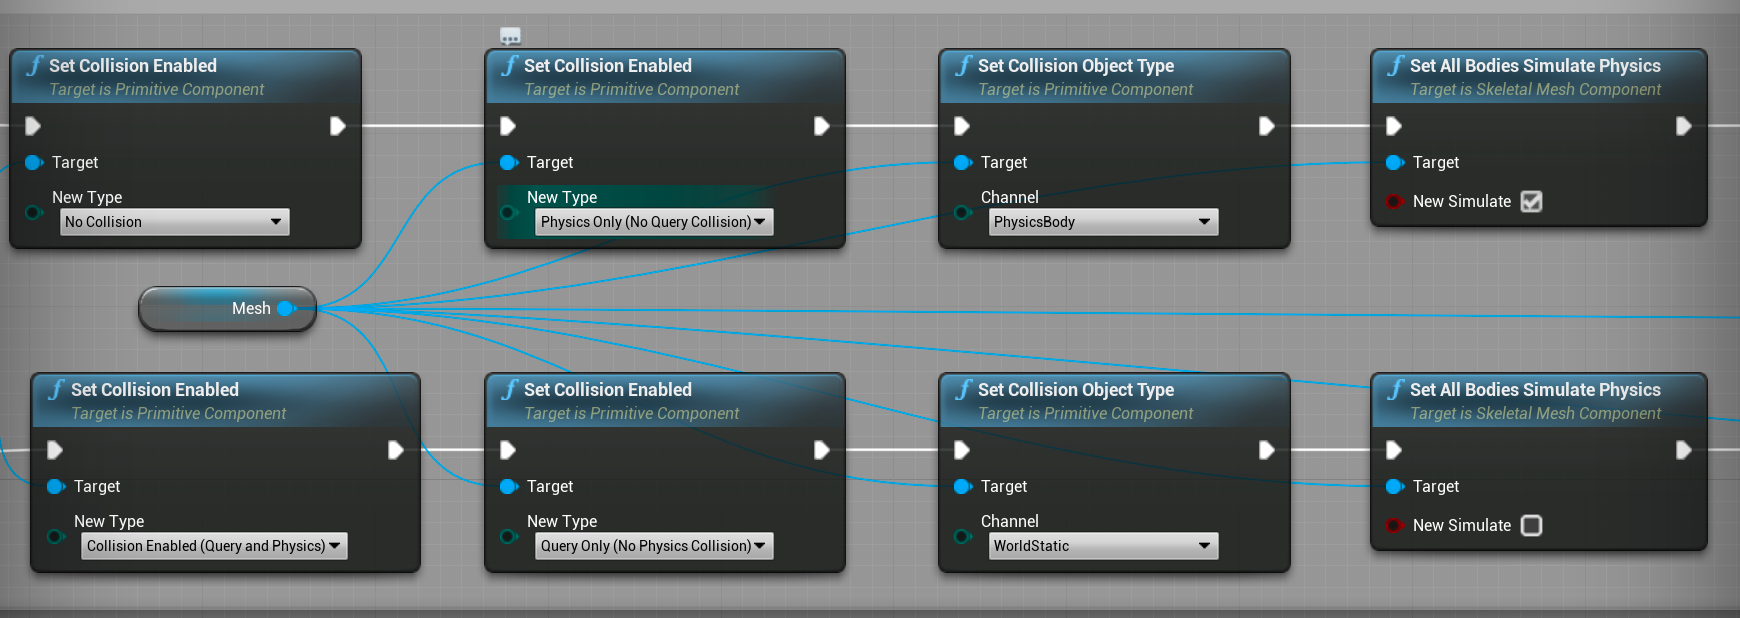 Set Collision Enabled
Target is Primitive Component
Target
New Type
No Collision
Set Collision Enabled
Target is Primitive Component
Target
New Type
Physics Only (No Query Collision)
Set Collision Object Type
Target is Primitive Component
Target
Channel
PhysicsBody
Set All Bodies Simulate Physics
Target is Skeletal Mesh Component
Target
New Simulate
Mesh
Set Collision Enabled
Target is Primitive Component
Target
New Type
Collision Enabled (Query and Physics)
Set Collision Enabled
Target is Primitive Component
Target
New Type
Query Only (No Physics Collision)
Set Collision Object Type
Target is Primitive Component
Target
Channel
WorldStatic
Set All Bodies Simulate Physics
Target is Skeletal Mesh Component
Target
New Simulate